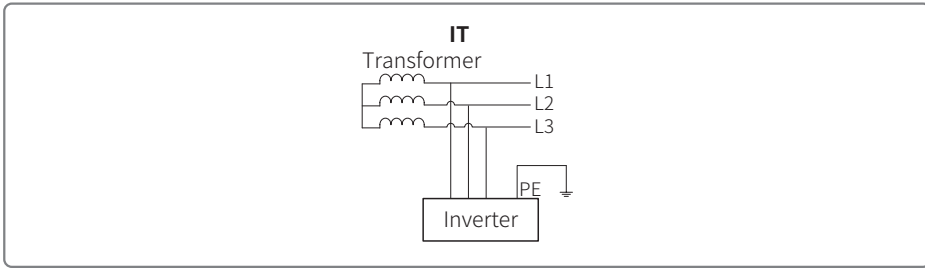 IT
Transformer
L1
L2
L3
PE
Inverter